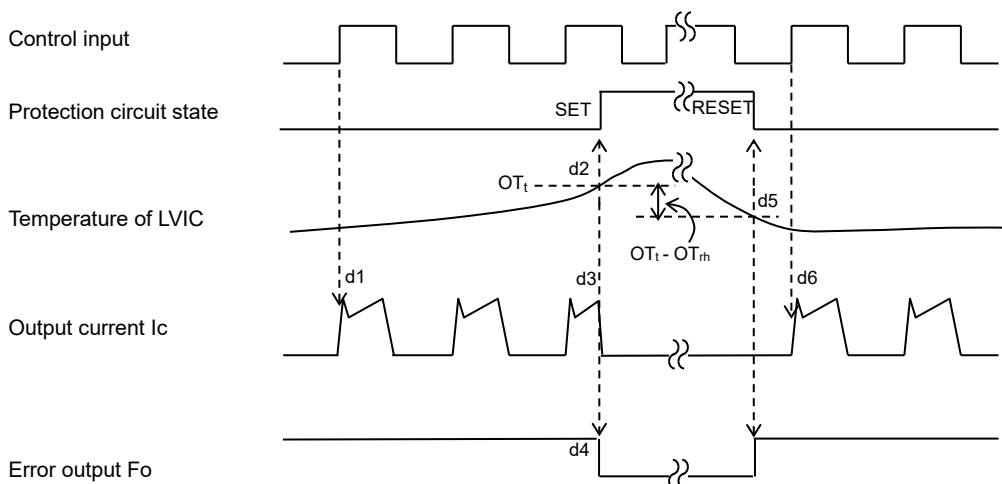 Control input
Protection circuit state
SET
RESET
d2
OTt
d5
Temperature of LVIC
OTt - OTrh
d1
d3
d6
Output current Ic
d4
Error output Fo